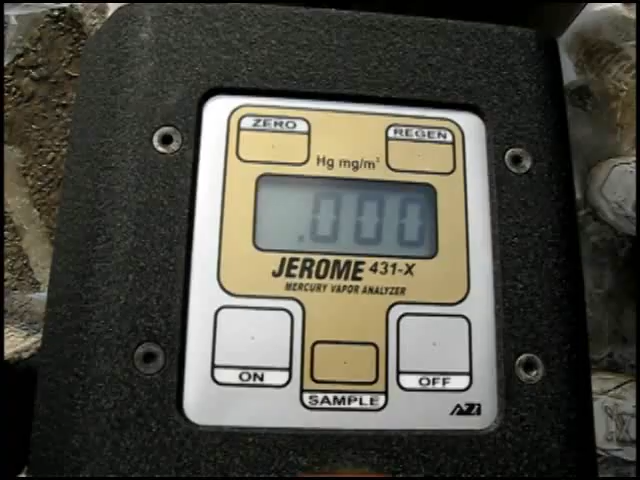 ZERO
REGEN
Hg mg/m³
.000
JEROME 431-X
MERCURY VAPOR ANALYZER
ON
OFF
SAMPLE
AZI